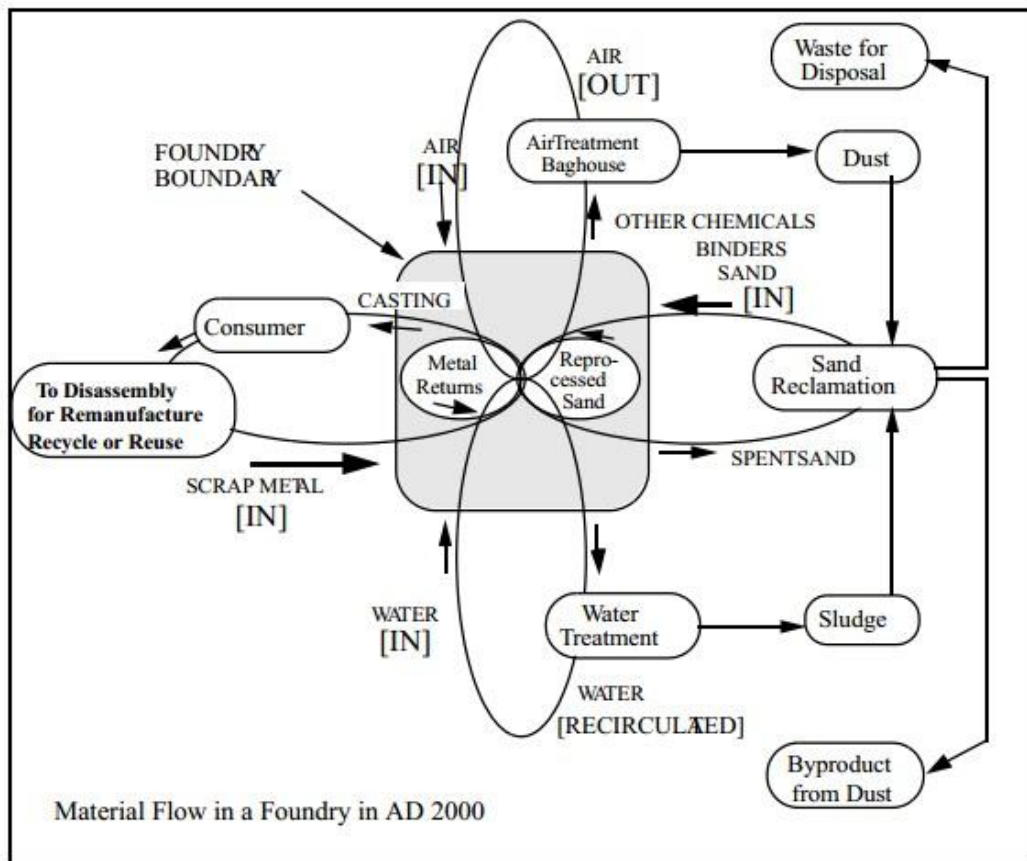 AIR
[OUT]
Waste for
Disposal
FOUNDRY
BOUNDARY
AIR
[IN]
AirTreatment
Baghouse
Dust
OTHER CHEMICALS
BINDERS
SAND
[IN]
CASTING
Consumer
Metal
Returns
Repro-
cessed
Sand
Sand
Reclamation
To Disassembly
for Remanufacture
Recycle or Reuse
SPENTSAND
SCRAP METAL
[IN]
WATER
[IN]
Water
Treatment
Sludge
WATER
[RECIRCULATED]
Byproduct
from Dust
Material Flow in a Foundry in AD 2000